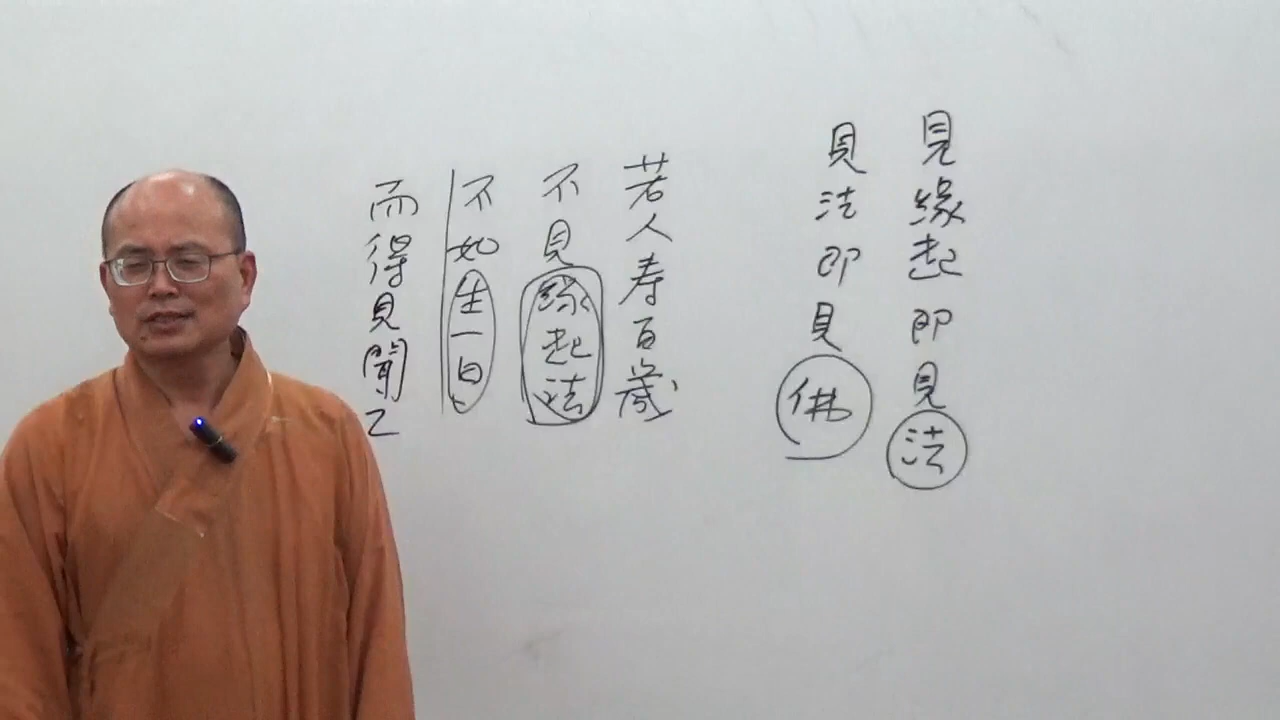 見緣起即見法
見法即見佛
若人寿百歲
不見緣起法
不如生一日
而得見聞之